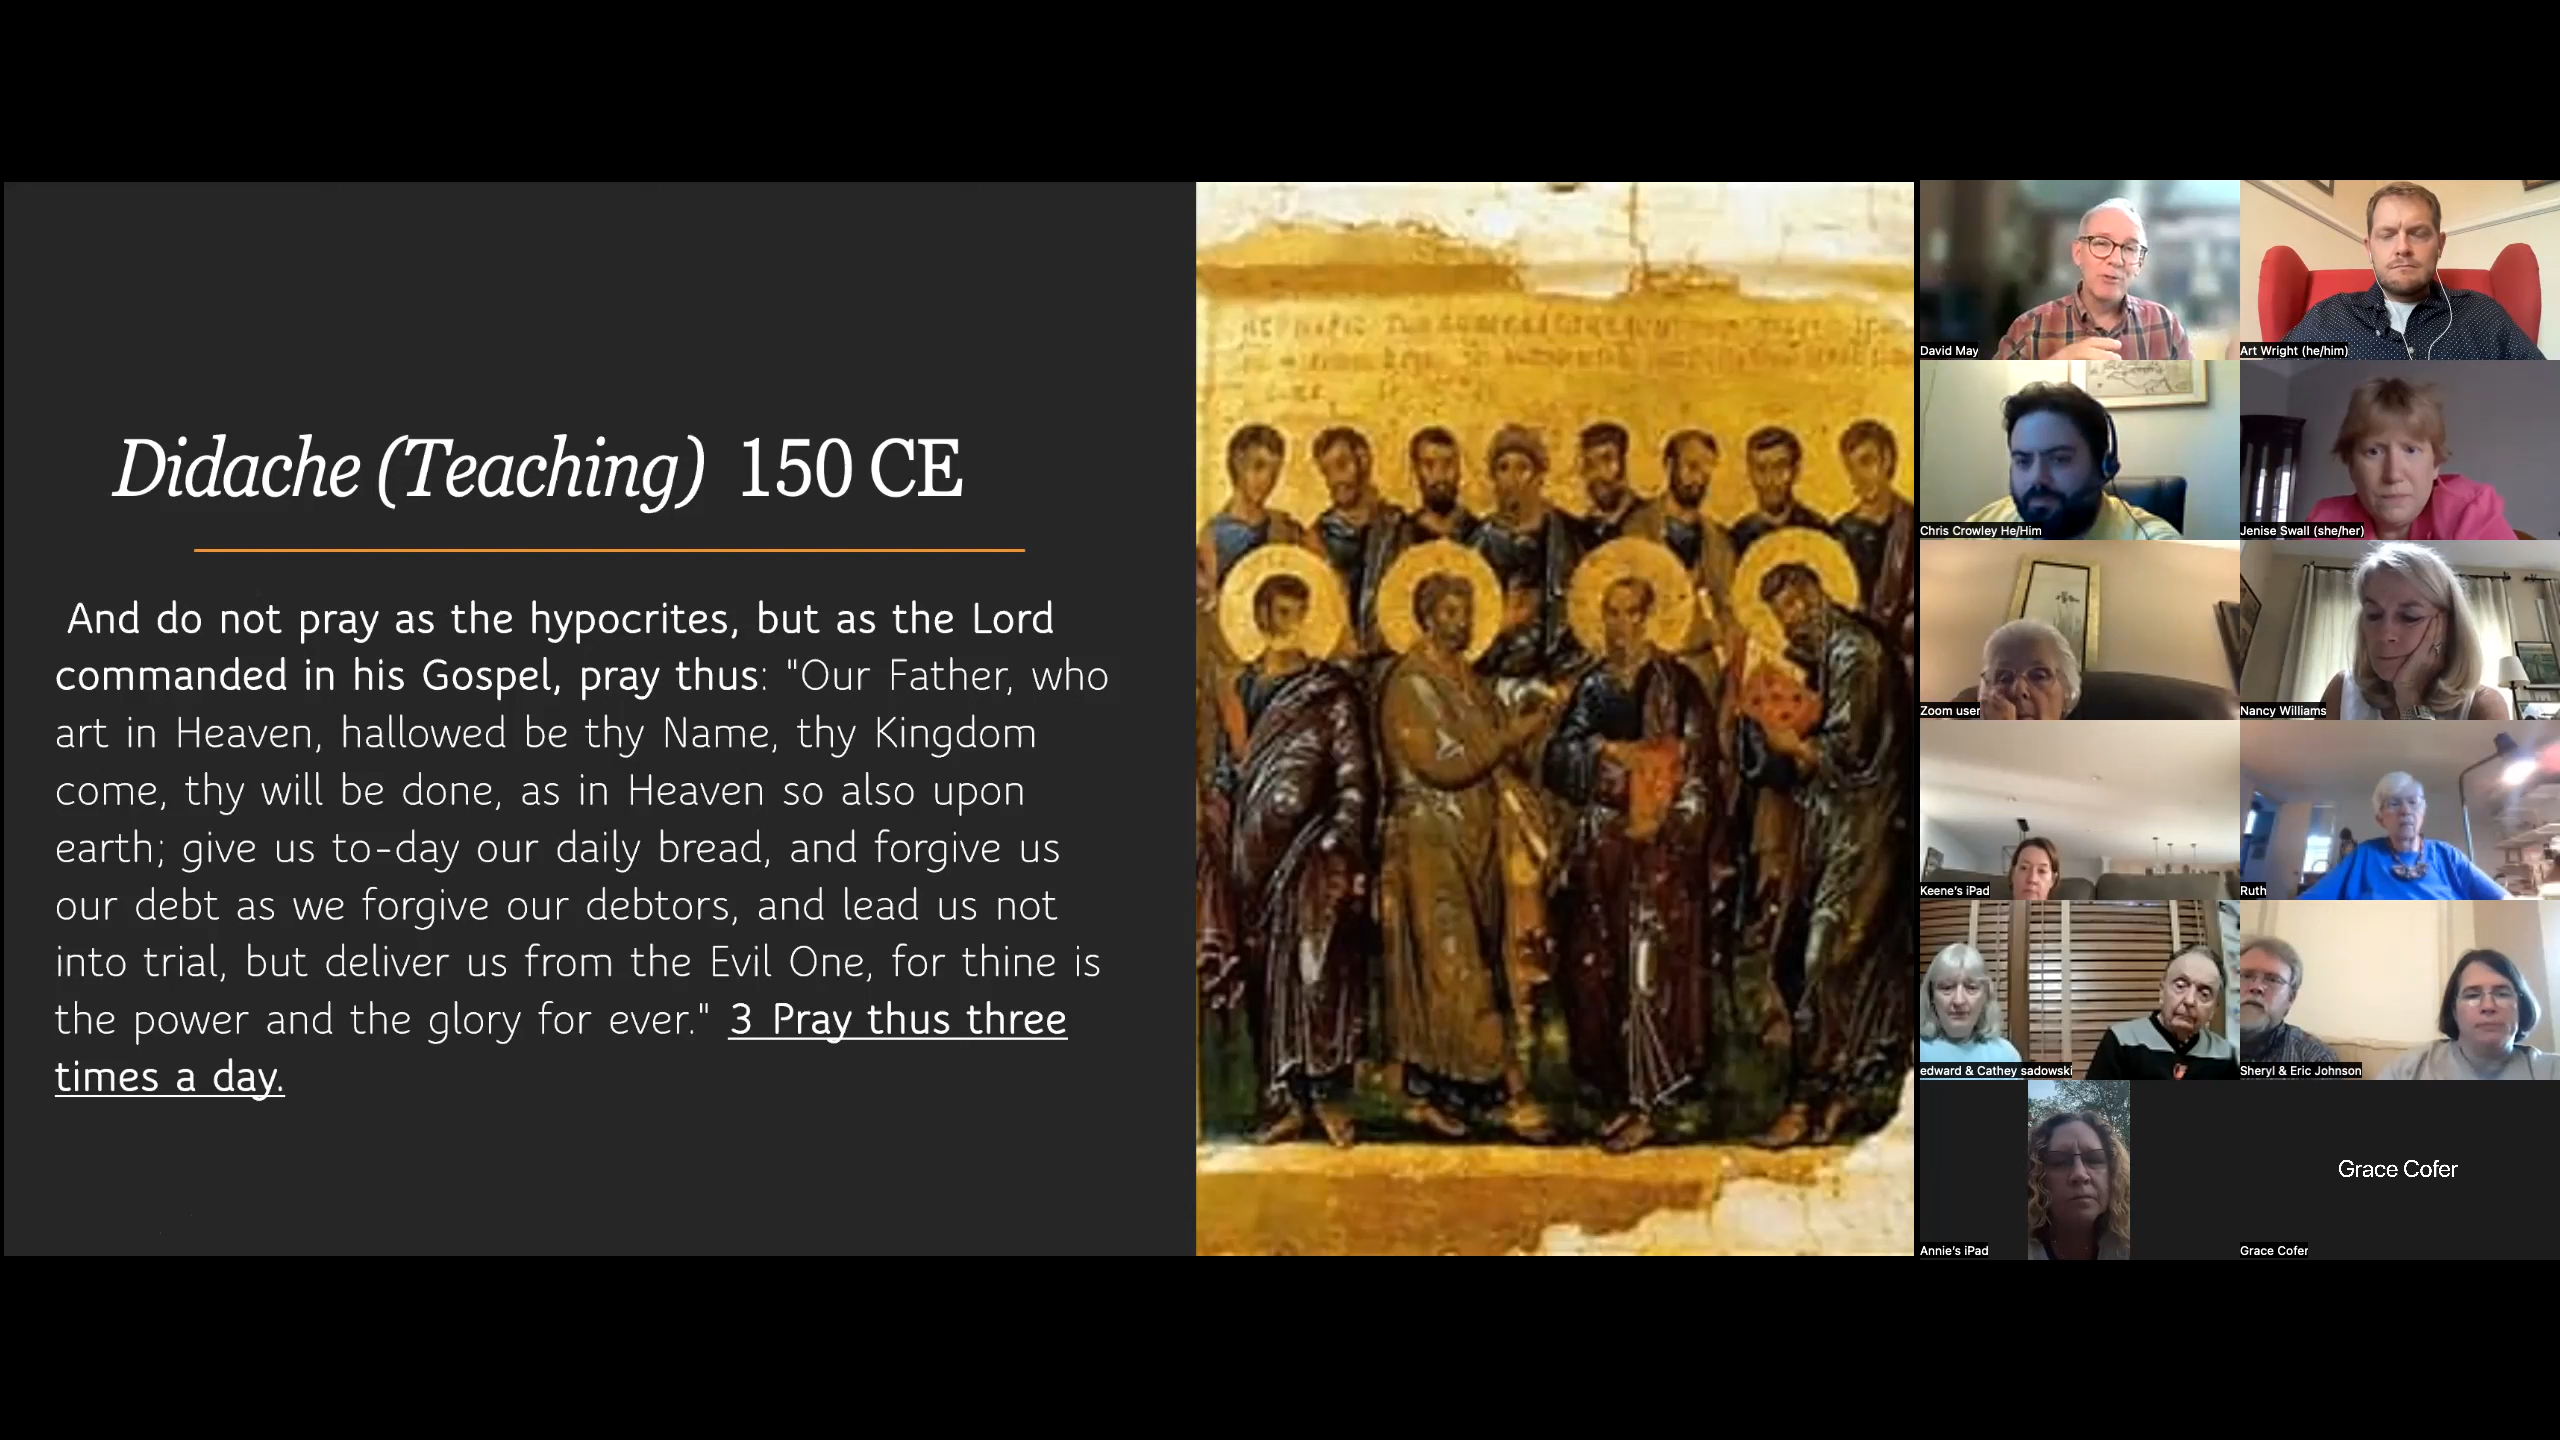 Didache (Teaching) 150 CE
And do not pray as the hypocrites, but as the Lord
commanded in his Gospel, pray thus: "Our Father, who
art in Heaven, hallowed be thy Name, thy Kingdom
come, thy will be done, as in Heaven so also upon
earth; give us to-day our daily bread, and forgive us
our debt as we forgive our debtors, and lead us not
into trial, but deliver us from the Evil One, for thine is
the power and the glory for ever." 3 Pray thus three
times a day.
David May
Art Wright (he/him)
Chris Crowley He/Him
Jenise Swall (she/her)
Zoom user
Nancy Williams
Keene's iPad
Ruth
edward & Cathey sadowski
Sheryl & Eric Johnson
Annie's iPad
Grace Cofer
Grace Cofer